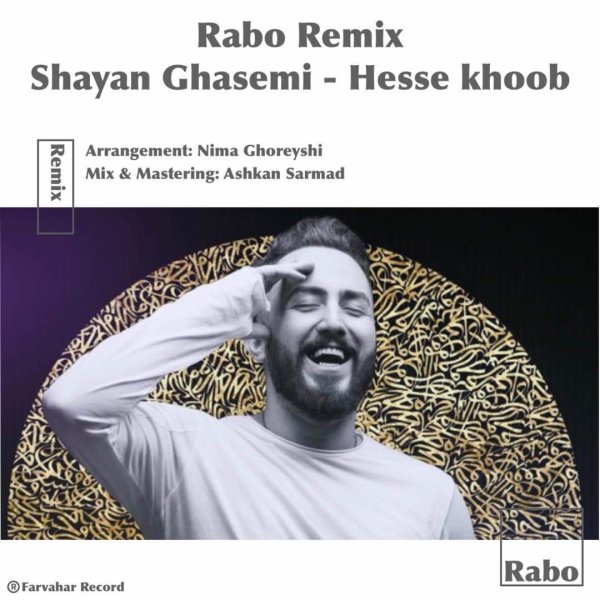 Rabo Remix
Shayan Ghasemi - Hesse khoob
Remix
Arrangement: Nima Ghoreyshi
Mix & Mastering: Ashkan Sarmad
Rabo
®Farvahar Record